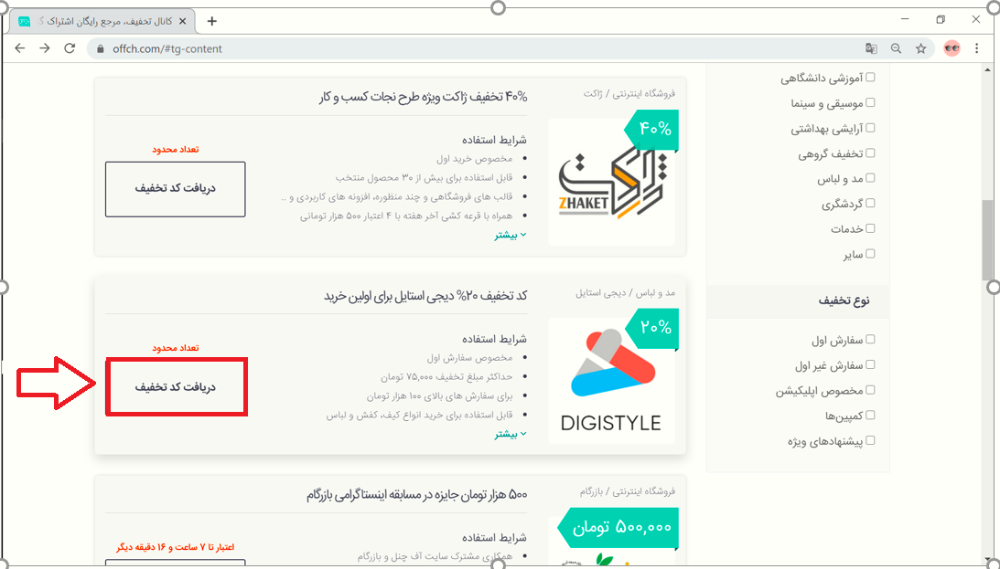 کانال تخفیف، مرجع رایگان اشتراک
offch.com/#tg-content
آموزشی دانشگاهی
موسیقی و سینما
آرایشی بهداشتی
تخفیف گروهی
مد و لباس
گردشگری
خدمات
سایر
نوع تخفیف
سفارش اول
سفارش غیر اول
مخصوص اپلیکیشن
کمپین‌ها
پیشنهادهای ویژه
فروشگاه اینترنتی / ژاکت
۴۰%
ژاکت
ZHAKET
۴۰% تخفیف ژاکت ویژه طرح نجات کسب و کار
شرایط استفاده
مخصوص خرید اول
قابل استفاده برای بیش از ۳۰ محصول منتخب
قالب های فروشگاهی و چند منظوره، افزونه های کاربردی و ..
همراه با قرعه کشی آخر هفته با ۴ اعتبار ۵۰۰ هزار تومانی
بیشتر
تعداد محدود
دریافت کد تخفیف
مد و لباس / دیجی استایل
۲۰%
DIGISTYLE
کد تخفیف ۲۰% دیجی استایل برای اولین خرید
شرایط استفاده
مخصوص سفارش اول
حداکثر مبلغ تخفیف ۷۵,۰۰۰ تومان
برای سفارش های بالای ۱۰۰ هزار تومان
قابل استفاده برای خرید انواع کیف، کفش و لباس
بیشتر
تعداد محدود
دریافت کد تخفیف
فروشگاه اینترنتی / بازرگام
۵۰۰,۰۰۰ تومان
۵۰۰ هزار تومان جایزه در مسابقه اینستاگرامی بازرگام
شرایط استفاده
همکاری مشترک سایت آف چنل و بازرگام
اعتبار تا ۷ ساعت و ۱۶ دقیقه دیگر